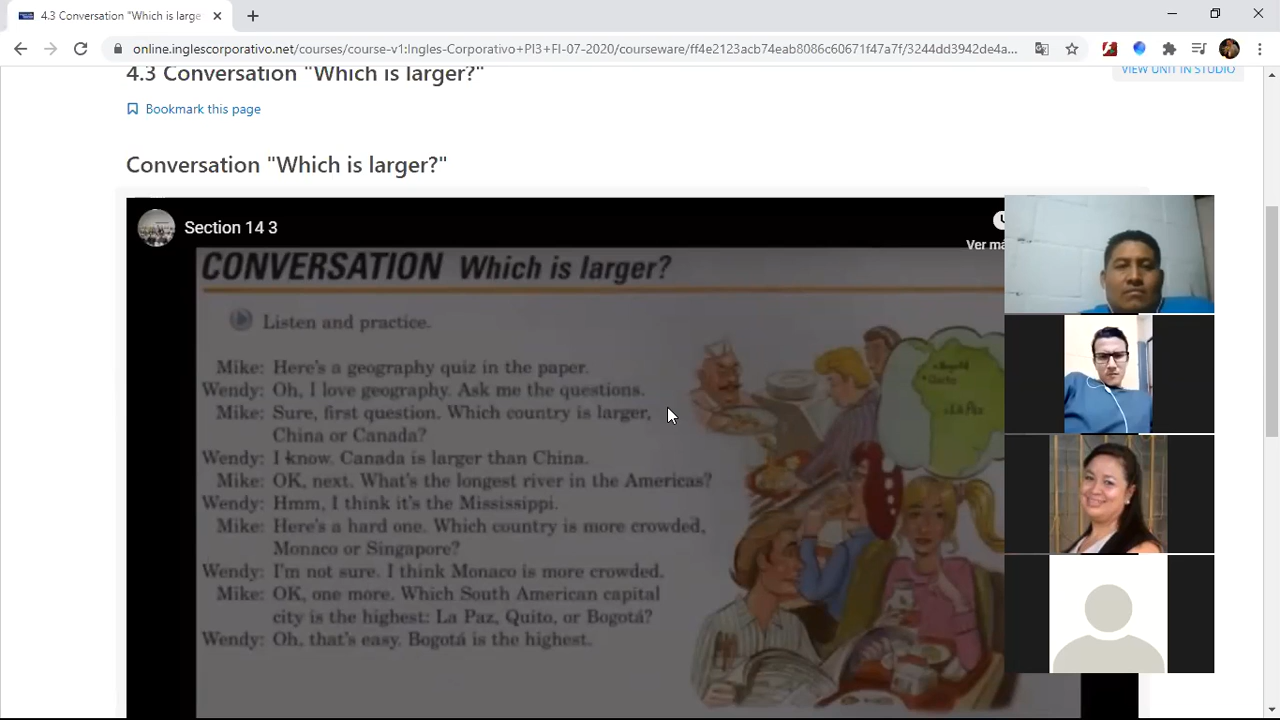 4.3 Conversation "Which is large
online.inglescorporativo.net/courses/course-v1:Ingles-Corporativo+PI3+FI-07-2020/courseware/ff4e2123acb74eab808c60671f47a7f/3244dd3942de4a...
4.3 Conversation "Which is larger?"
VIEW UNIT IN STUDIO
Bookmark this page
Conversation "Which is larger?"
Section 14 3
Ver ma
CONVERSATION Which is larger?
Listen and practice.
Mike: Here's a geography quiz in the paper.
Wendy: Oh, I love geography. Ask me the questions.
Mike: Sure, first question. Which country is larger,
China or Canada?
Wendy: I know. Canada is larger than China.
Mike: OK, next. What's the longest river in the Americas?
Wendy: Hmm, I think it's the Mississippi.
Mike: Here's a hard one. Which country is more crowded,
Monaco or Singapore?
Wendy: I'm not sure. I think Monaco is more crowded.
Mike: OK, one more. Which South American capital
city is the highest: La Paz, Quito, or Bogotá?
Wendy: Oh, that's easy. Bogotá is the highest.
Bogotá
Quito
La Paz